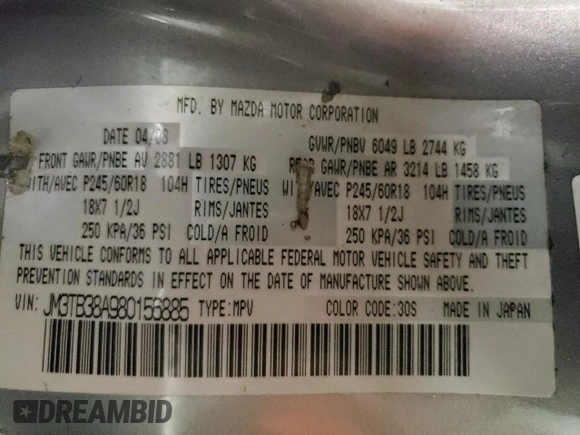 MFD. BY MAZDA MOTOR CORPORATION
DATE 04/08 GVWR/PNBV 6049 LB 2744 KG
FRONT GAWR/PNBE AV 2881 LB 1307 KG REAR GAWR/PNBE AR 3214 LB 1458 KG
WITH/AVEC P245/60R18 104H TIRES/PNEUS WITH/AVEC P245/60R18 104H TIRES/PNEUS
18X7 1/2J RIMS/JANTES 18X7 1/2J RIMS/JANTES
250 KPA/36 PSI COLD/A FROID 250 KPA/36 PSI COLD/A FROID
THIS VEHICLE CONFORMS TO ALL APPLICABLE FEDERAL MOTOR VEHICLE SAFETY AND THEFT
PREVENTION STANDARDS IN EFFECT ON THE DATE OF MANUFACTURE SHOWN ABOVE.
VIN: JM3TB38A980156885 TYPE:MPV COLOR CODE:30S MADE IN JAPAN
DREAMBID